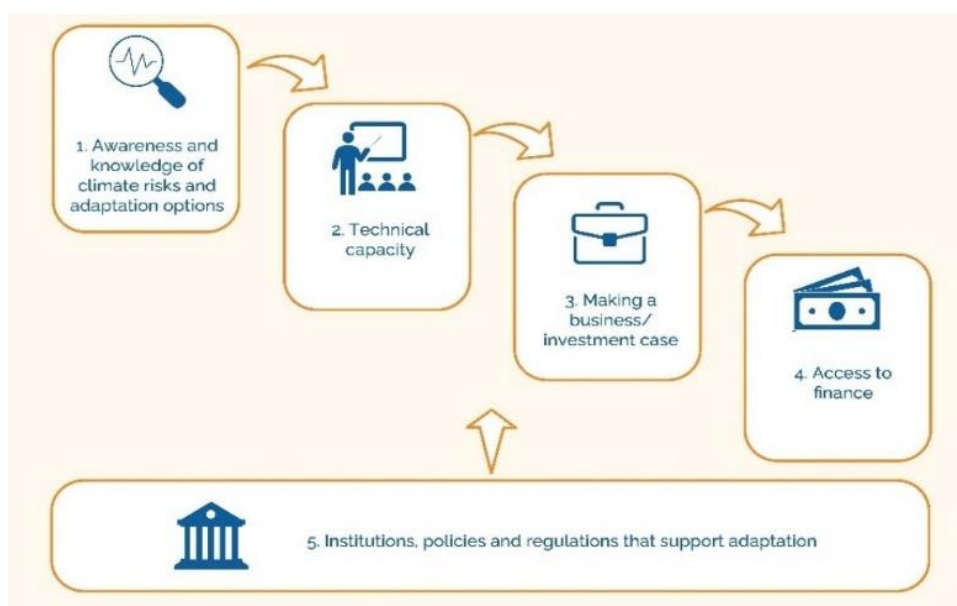 1. Awareness and
knowledge of
climate risks and
adaptation options
2. Technical
capacity
3. Making a
business/
investment case
4. Access to
finance
5. Institutions, policies and regulations that support adaptation